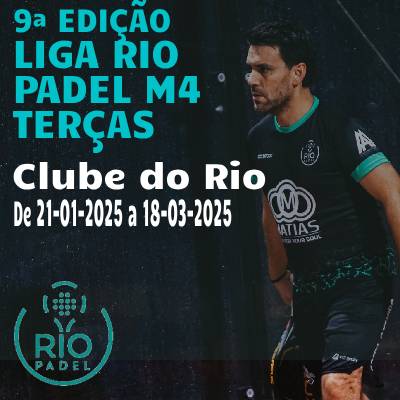 9ª EDIÇÃO
LIGA RIO
PADEL M4
TERÇAS
Clube do Rio
De 21-01-2025 a 18-03-2025
RIO
PADEL
RIO
MATIAS